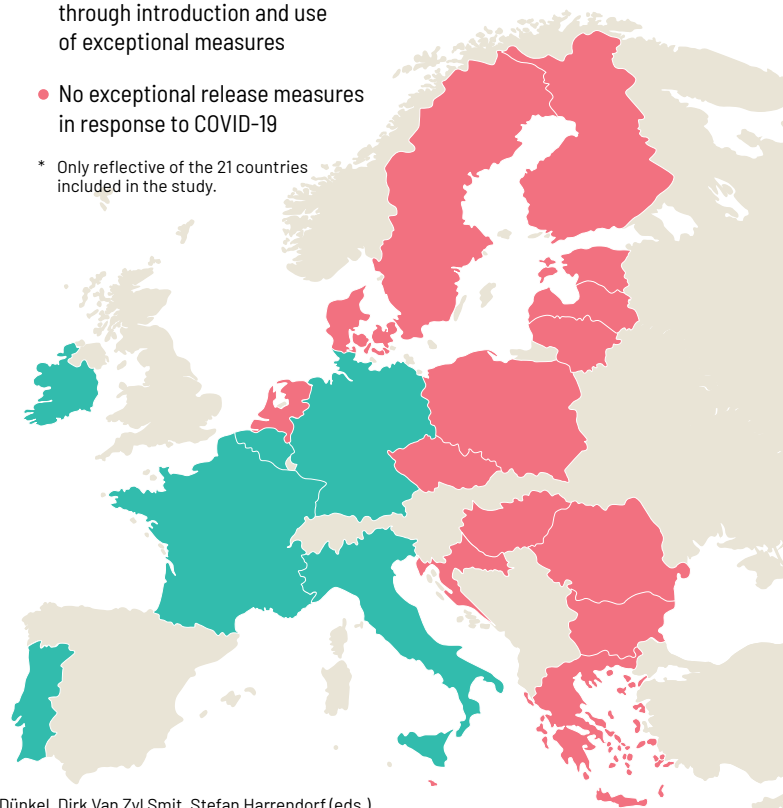 through introduction and use
of exceptional measures
No exceptional release measures
in response to COVID-19
* Only reflective of the 21 countries
included in the study.
Dünkel, Dirk Van Zyl Smit, Stefan Harrendorf (eds.)